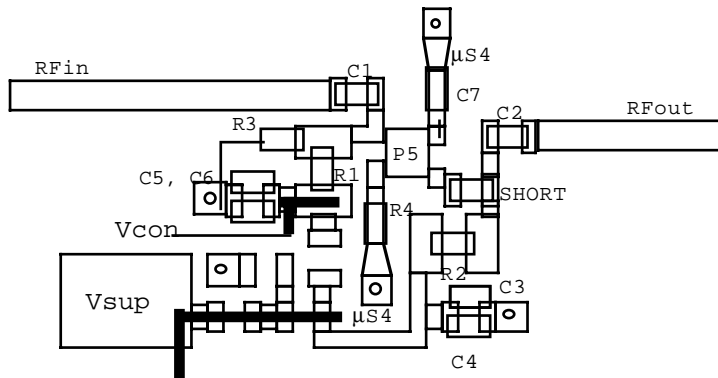 µS4
RFin
C1
C7
C2
RFout
R3
P5
C5, C6
R1
SHORT
R4
Vcon
R2
Vsup
C3
µS4
C4